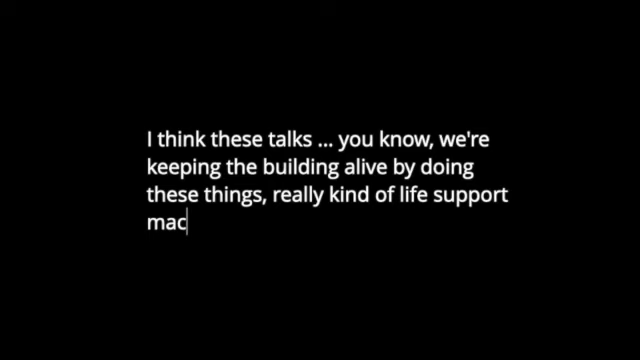 I think these talks ... you know, we're
keeping the building alive by doing
these things, really kind of life support
mac